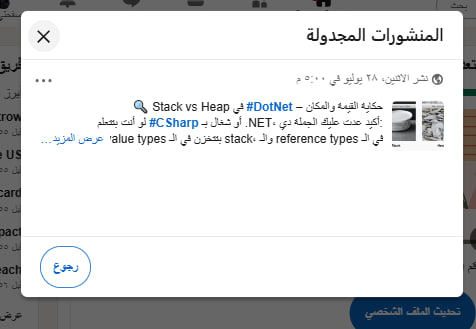 بحث
المنشورات المجدولة
نشر الاثنين، ٢٨ يوليو في ٥:٠٠ م
حكاية القيمة والمكان – #DotNet في Stack vs Heap 🔍
لو أنت بتتعلم #CSharp أو شغال بـ .NET، أكيد عدت عليك الجملة دي:
في الـ reference types والـ stack، بتتخزن في الـ alue types
عرض المزيد...
رجوع
تحديث الملف الشخصي